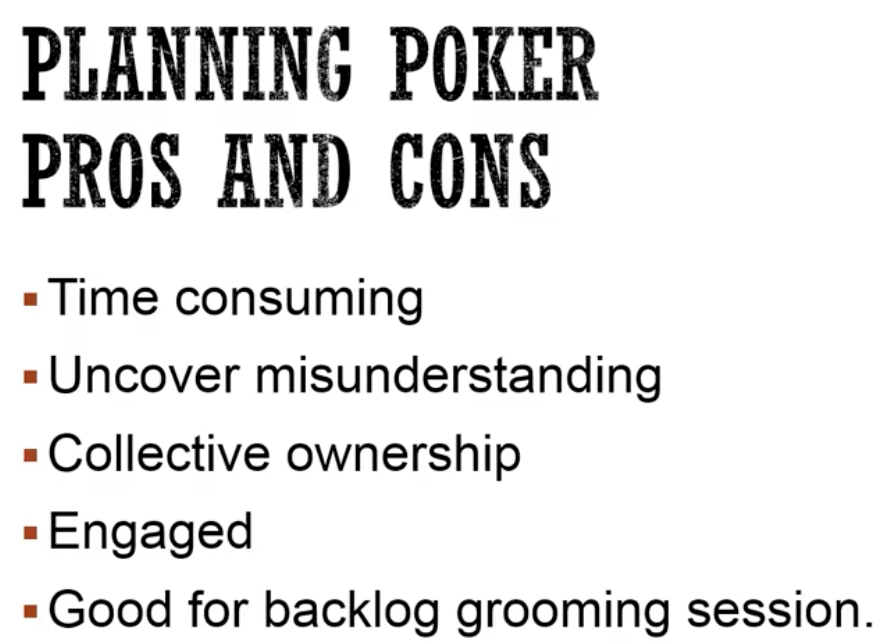 PLANNING POKER
PROS AND CONS
▪ Time consuming
▪ Uncover misunderstanding
▪ Collective ownership
▪ Engaged
▪ Good for backlog grooming session.